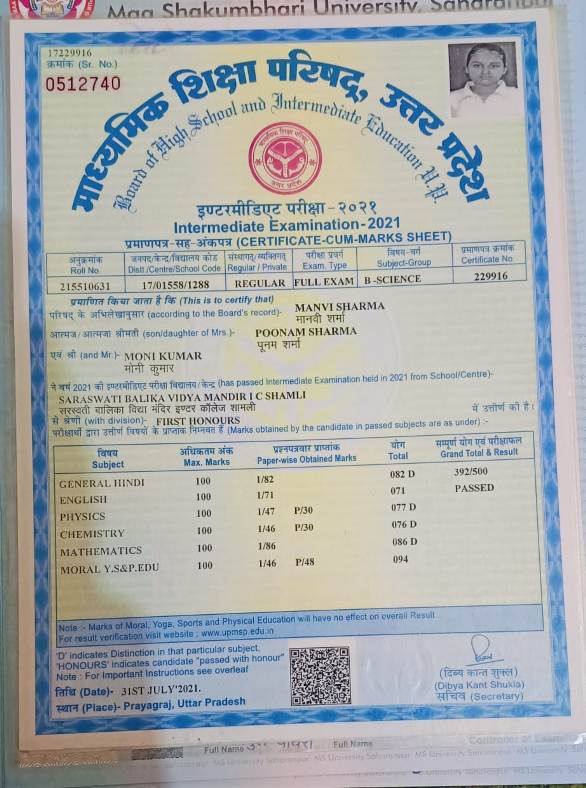 Maa Shakumbhari University, Saharanpur
17229916
क्रमांक (Sr. No.)
0512740
माध्यमिक शिक्षा परिषद, उत्तर प्रदेश
Board of High School and Intermediate Education U.P.
इण्टरमीडिएट परीक्षा - २०२१
Intermediate Examination - 2021
प्रमाणपत्र-सह-अंकपत्र (CERTIFICATE-CUM-MARKS SHEET)
अनुक्रमांक जनपद/केन्द्र/विद्यालय कोड संस्थागत/व्यक्तिगत परीक्षा प्रवर्ग विषय-वर्ग प्रमाणपत्र क्रमांक
Roll No. Distt./Centre/School Code Regular / Private Exam. Type Subject-Group Certificate No.
215510631 17/01558/1288 REGULAR FULL EXAM B -SCIENCE 229916
प्रमाणित किया जाता है कि (This is to certify that)
परिषद के अभिलेखानुसार (according to the Board's record)- MANVI SHARMA
मानवी शर्मा
आत्मज/आत्मजा श्रीमती (son/daughter of Mrs.)- POONAM SHARMA
पूनम शर्मा
एवं श्री (and Mr.)- MONI KUMAR
मोनी कुमार
ने वर्ष 2021 की इण्टरमीडिएट परीक्षा विद्यालय/केन्द्र (has passed Intermediate Examination held in 2021 from School/Centre)-
SARASWATI BALIKA VIDYA MANDIR I C SHAMLI
सरस्वती बालिका विद्या मंदिर इण्टर कॉलेज शामली
से श्रेणी (with division)- FIRST HONOURS में उत्तीर्ण की है।
परीक्षार्थी द्वारा उत्तीर्ण विषयों के प्राप्तांक निम्नवत हैं (Marks obtained by the candidate in passed subjects are as under) :-
विषय अधिकतम अंक प्रश्नपत्रवार प्राप्तांक योग सम्पूर्ण योग एवं परीक्षाफल
Subject Max. Marks Paper-wise Obtained Marks Total Grand Total & Result
GENERAL HINDI 100 1/82 082 D 392/500
ENGLISH 100 1/71 071 PASSED
PHYSICS 100 1/47 P/30 077 D
CHEMISTRY 100 1/46 P/30 076 D
MATHEMATICS 100 1/86 086 D
MORAL Y.S&P.EDU 100 1/46 P/48 094
Note :- Marks of Moral, Yoga, Sports and Physical Education will have no effect on overall Result.
For result verification visit website : www.upmsp.edu.in
'D' indicates Distinction in that particular subject.
'HONOURS' indicates candidate "passed with honour"
Note : For Important Instructions see overleaf
तिथि (Date)- 31ST JULY'2021.
स्थान (Place)- Prayagraj, Uttar Pradesh
(दिब्य कान्त शुक्ल)
(Dibya Kant Shukla)
सचिव (Secretary)
Full Name Full Name
Controller of Examin